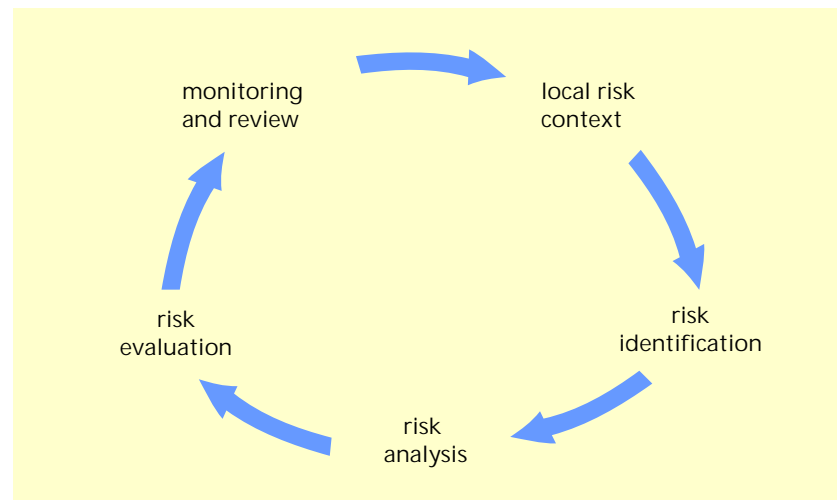 monitoring
and review
local risk
context
risk
identification
risk
analysis
risk
evaluation